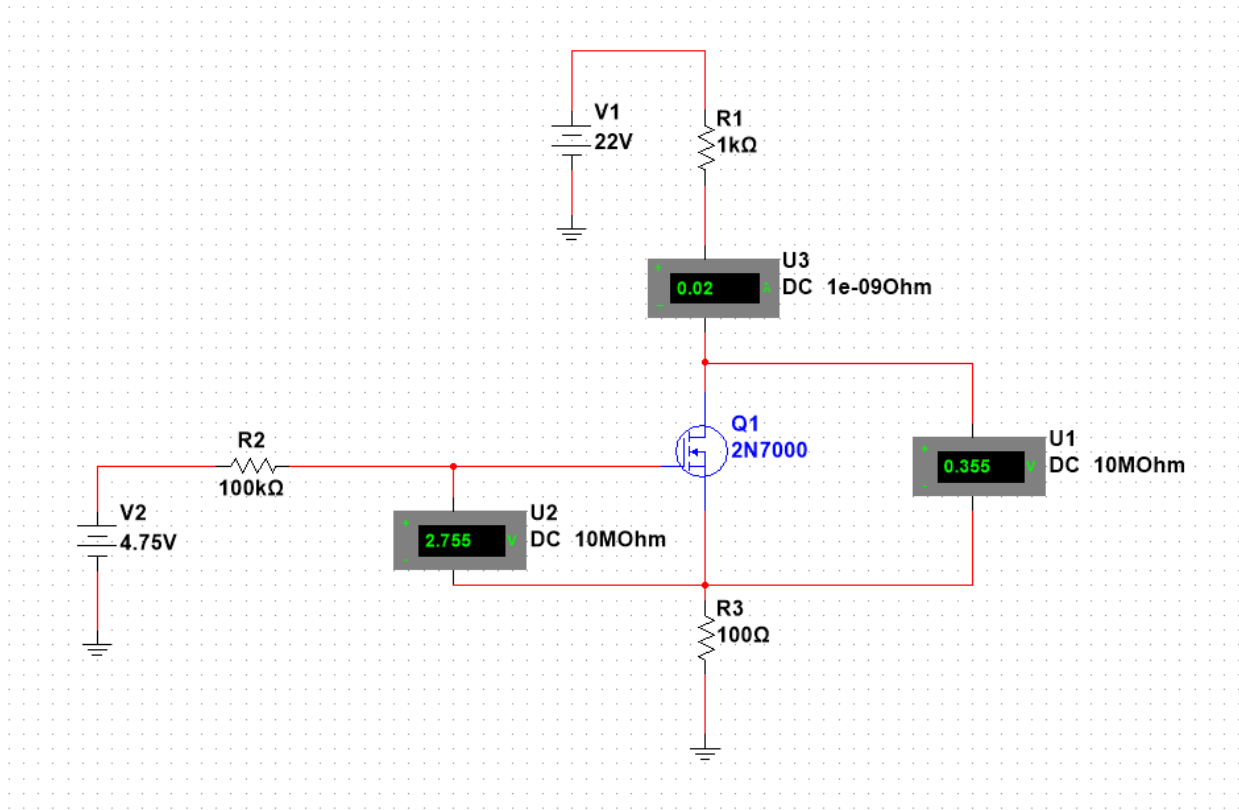 V1
22V
R1
1kΩ
U3
0.02 A
DC 1e-09Ohm
Q1
2N7000
R2
100kΩ
U1
0.355 V
DC 10MOhm
V2
4.75V
U2
2.755 V
DC 10MOhm
R3
100Ω